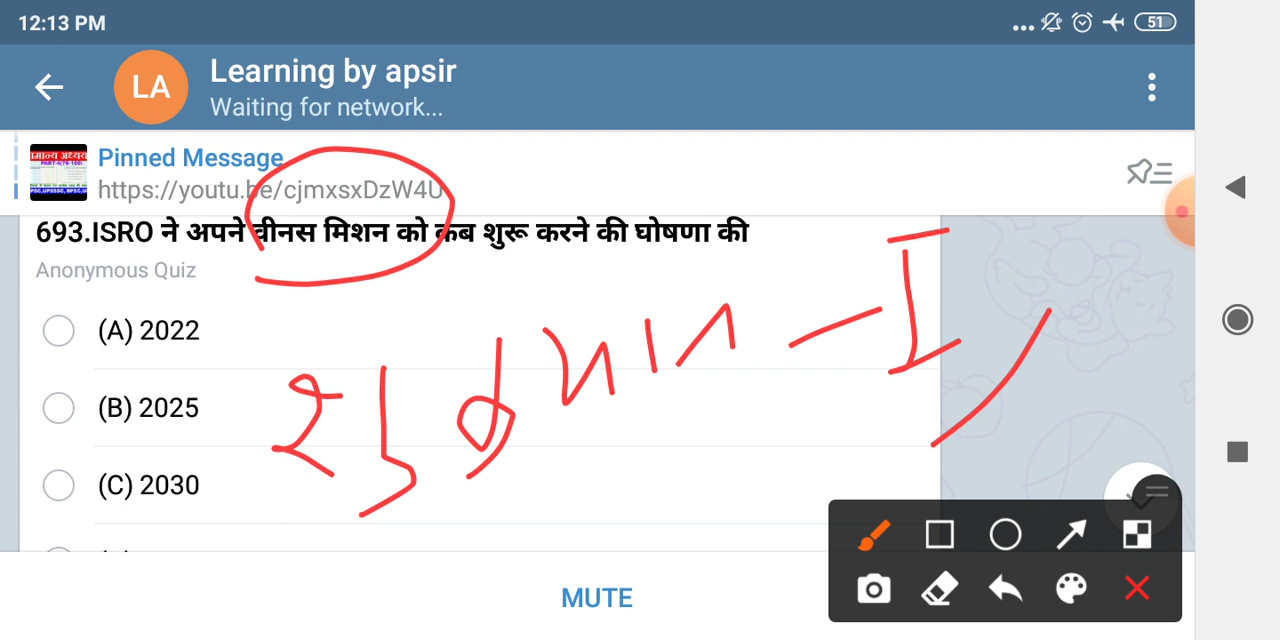 12:13 PM
51
LA
Learning by apsir
Waiting for network...
Pinned Message
https://youtu.be/cjmxsxDzW4U
693.ISRO ने अपने वीनस मिशन को कब शुरू करने की घोषणा की
Anonymous Quiz
(A) 2022
(B) 2025
(C) 2030
MUTE